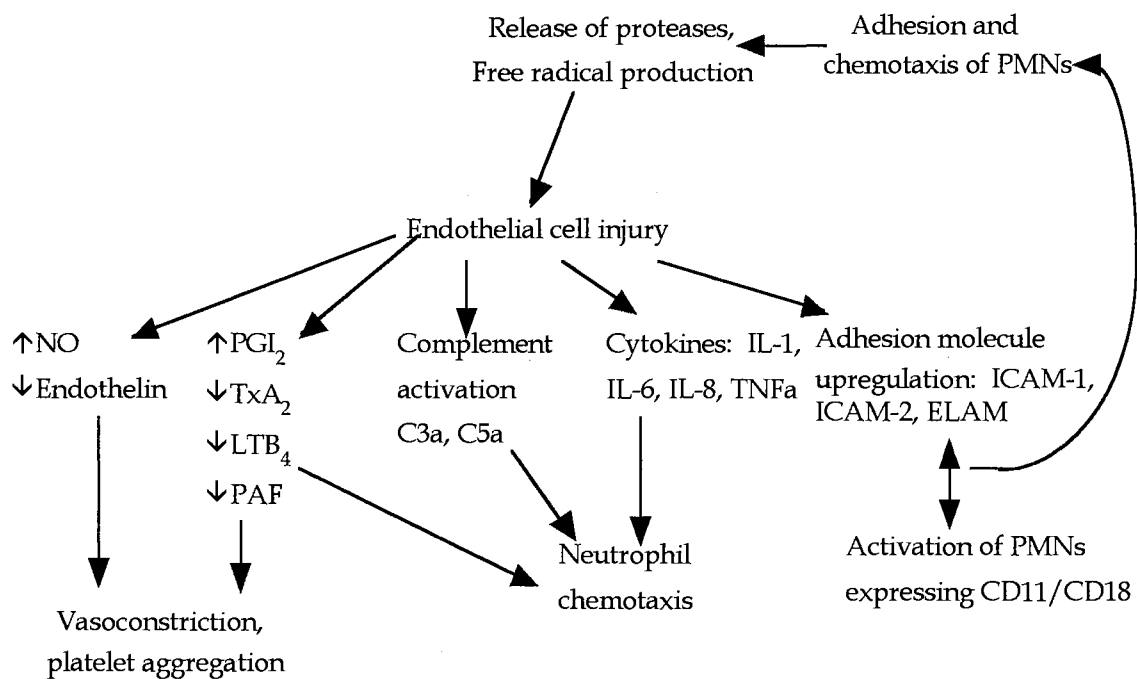 Release of proteases,
Free radical production
Adhesion and
chemotaxis of PMNs
Endothelial cell injury
↑NO
↓Endothelin
↑PGI₂
↓TxA₂
↓LTB₄
↓PAF
Complement
activation
C3a, C5a
Cytokines: IL-1,
IL-6, IL-8, TNFa
Adhesion molecule
upregulation: ICAM-1,
ICAM-2, ELAM
Vasoconstriction,
platelet aggregation
Neutrophil
chemotaxis
Activation of PMNs
expressing CD11/CD18